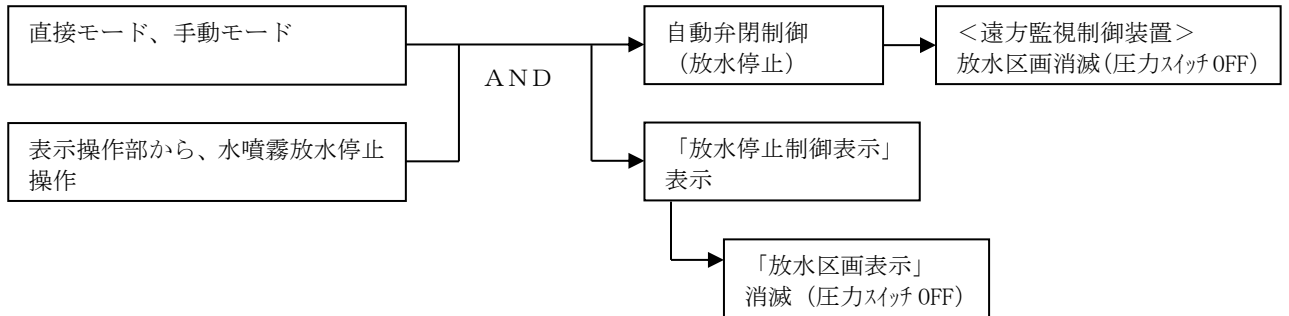 直接モード、手動モード
自動弁閉制御
（放水停止）
＜遠方監視制御装置＞
放水区画消滅(圧力ｽｲｯﾁ OFF)
ＡＮＤ
表示操作部から、水噴霧放水停止
操作
「放水停止制御表示」
表示
「放水区画表示」
消滅（圧力ｽｲｯﾁ OFF）